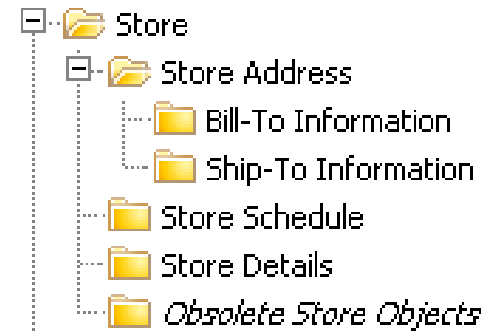 Store
Store Address
Bill-To Information
Ship-To Information
Store Schedule
Store Details
Obsolete Store Objects